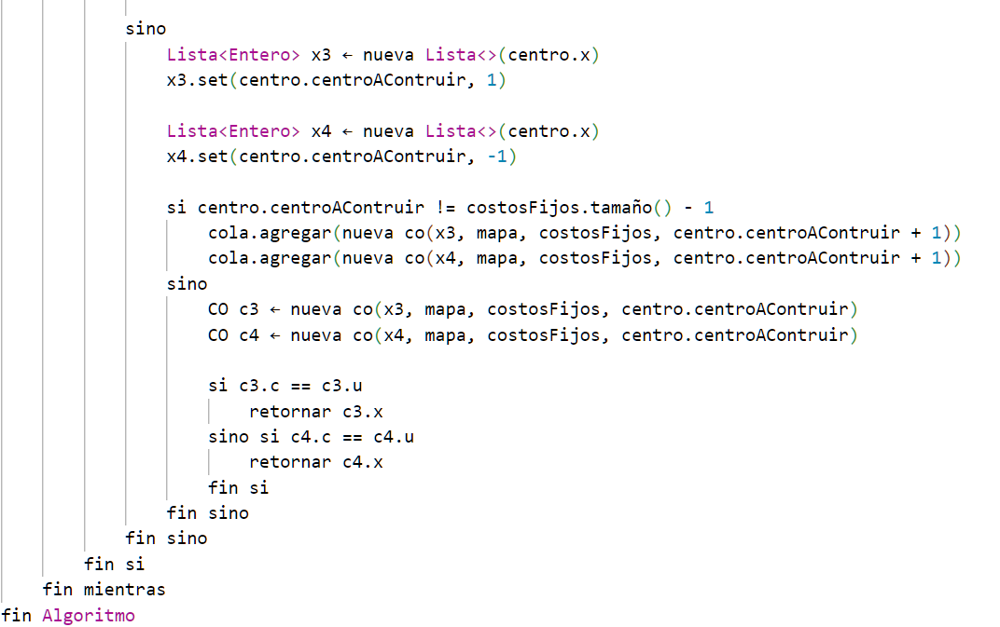 sino
Lista<Entero> x3 ← nueva Lista<>(centro.x)
x3.set(centro.centroAContruir, 1)
Lista<Entero> x4 ← nueva Lista<>(centro.x)
x4.set(centro.centroAContruir, -1)
si centro.centroAContruir != costosFijos.tamaño() - 1
cola.agregar(nueva co(x3, mapa, costosFijos, centro.centroAContruir + 1))
cola.agregar(nueva co(x4, mapa, costosFijos, centro.centroAContruir + 1))
sino
CO c3 ← nueva co(x3, mapa, costosFijos, centro.centroAContruir)
CO c4 ← nueva co(x4, mapa, costosFijos, centro.centroAContruir)
si c3.c == c3.u
retornar c3.x
sino si c4.c == c4.u
retornar c4.x
fin si
fin sino
fin sino
fin si
fin mientras
fin Algoritmo